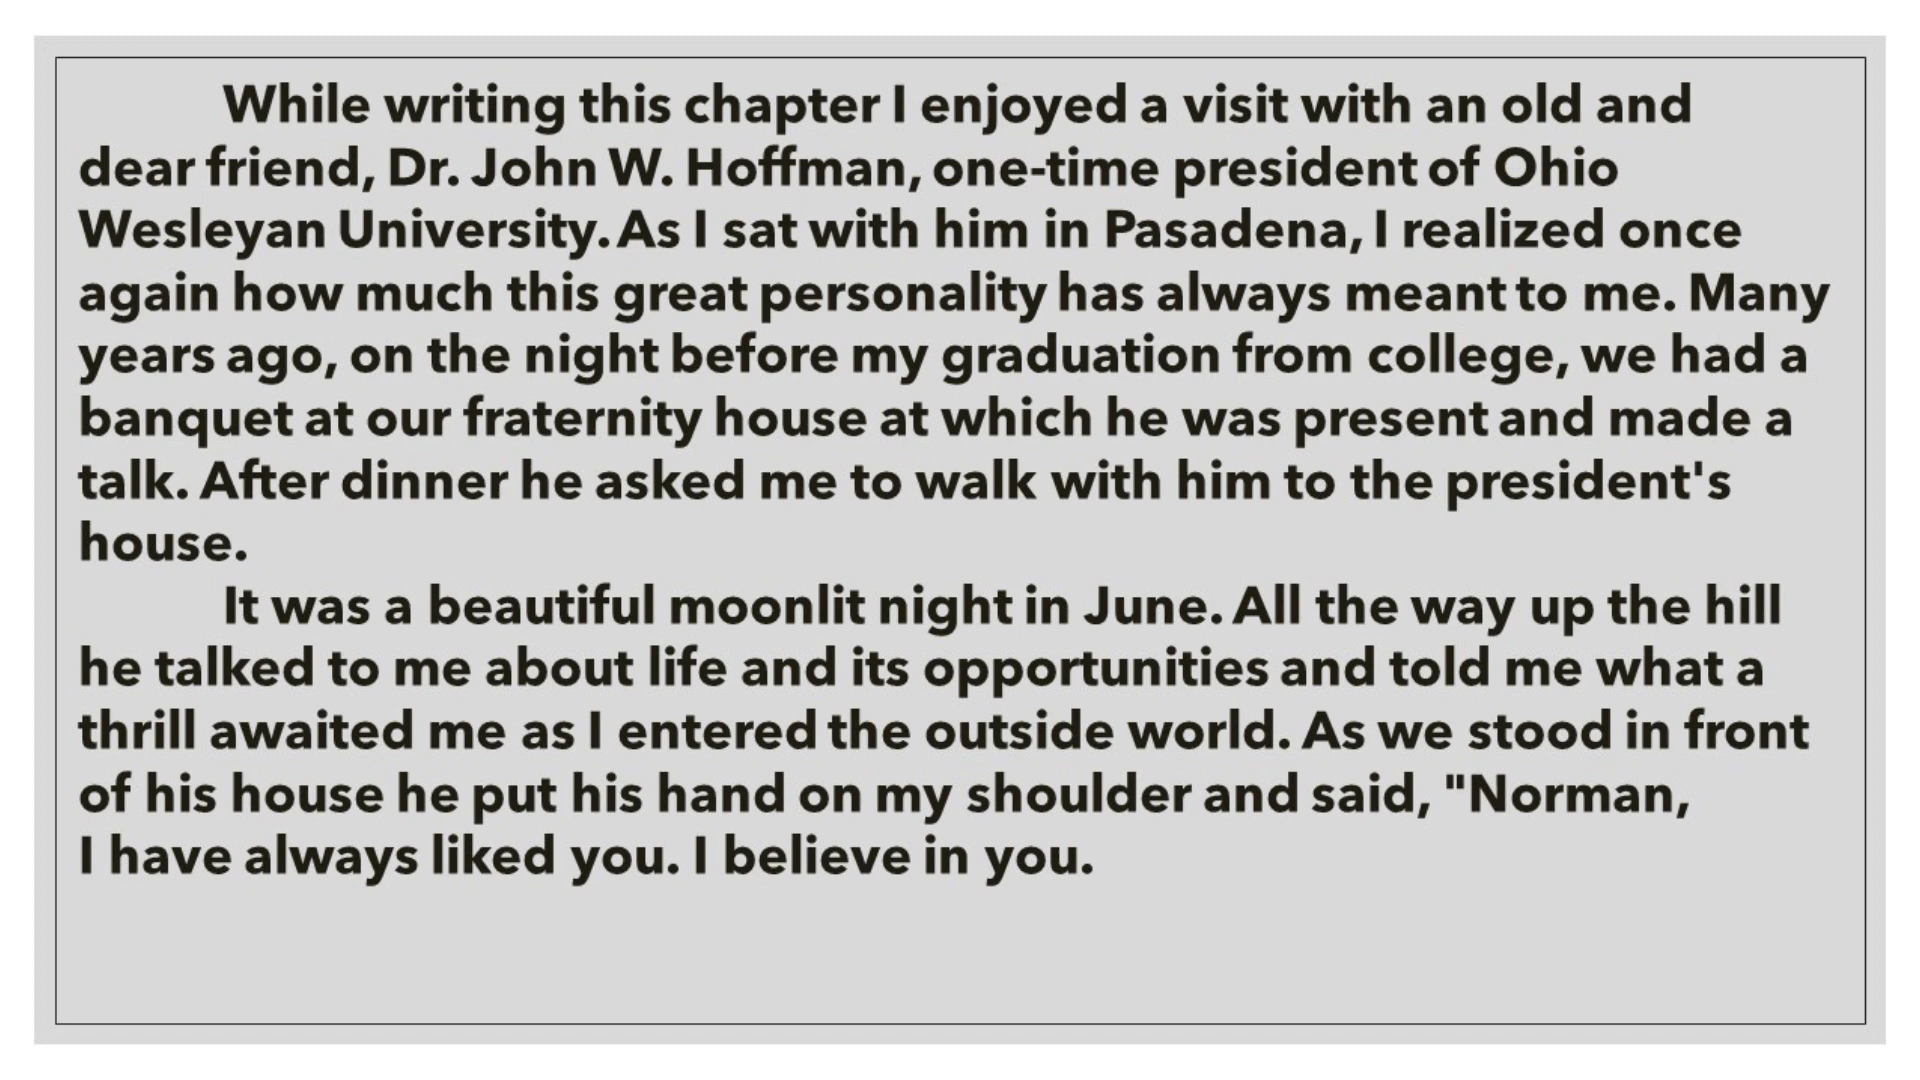 While writing this chapter I enjoyed a visit with an old and
dear friend, Dr. John W. Hoffman, one-time president of Ohio
Wesleyan University. As I sat with him in Pasadena, I realized once
again how much this great personality has always meant to me. Many
years ago, on the night before my graduation from college, we had a
banquet at our fraternity house at which he was present and made a
talk. After dinner he asked me to walk with him to the president's
house.
It was a beautiful moonlit night in June. All the way up the hill
he talked to me about life and its opportunities and told me what a
thrill awaited me as I entered the outside world. As we stood in front
of his house he put his hand on my shoulder and said, "Norman,
I have always liked you. I believe in you.